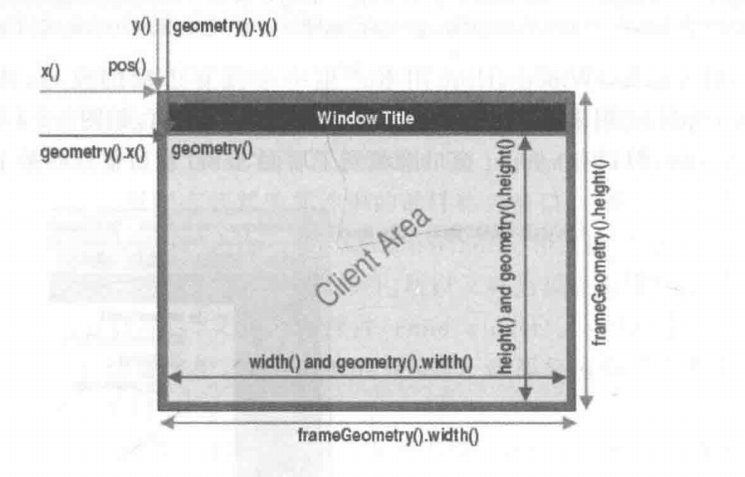 y() geometry().y()
x() pos()
Window Title
geometry().x() geometry()
Client Area
height() and geometry().height()
frameGeometry().height()
width() and geometry().width()
frameGeometry().width()